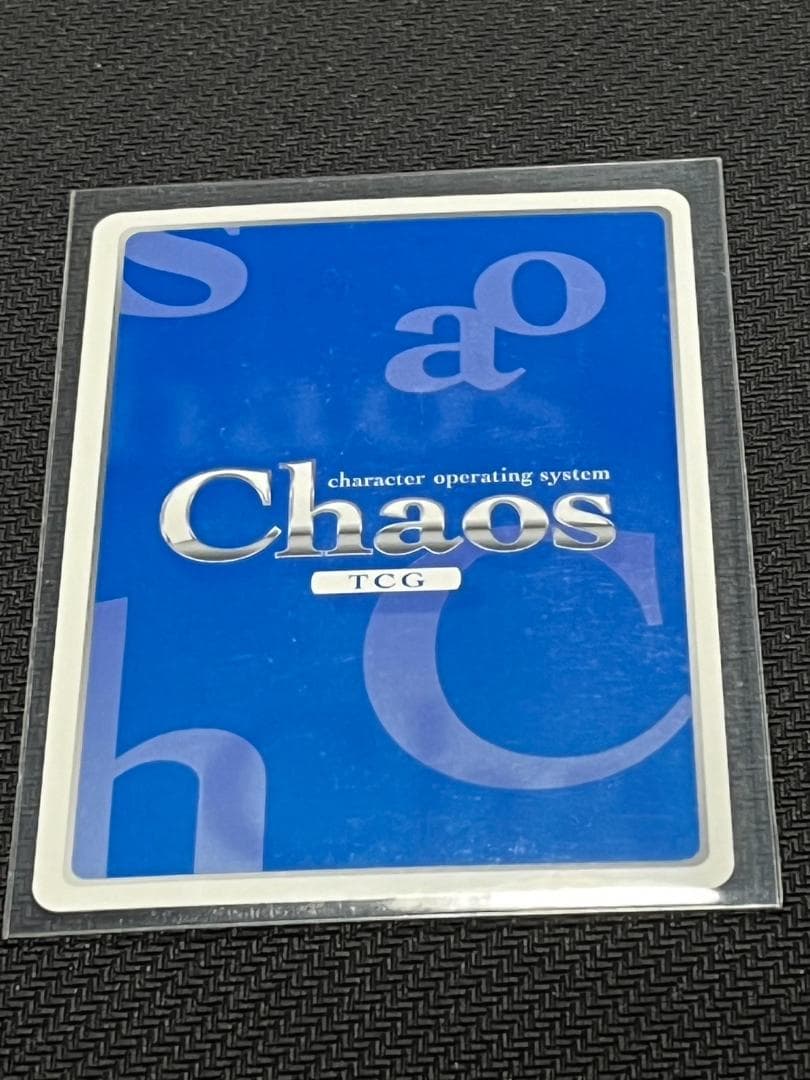 s
a o
character operating system
Chaos
TCG
h
C